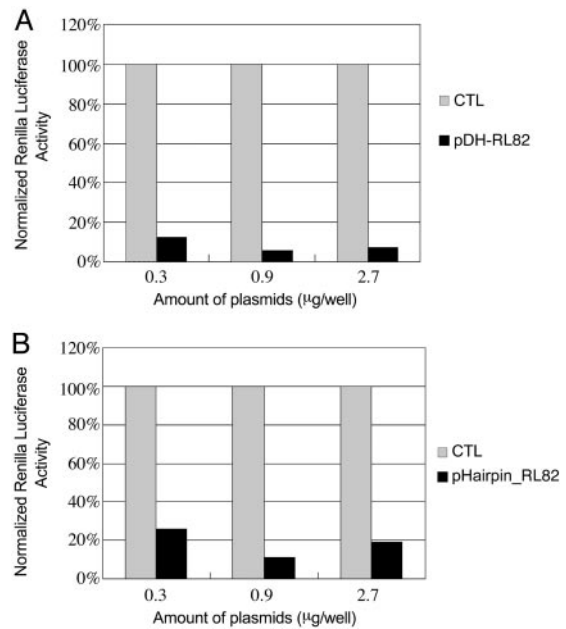 A
Normalized Renilla Luciferase
Activity
120%
100%
80%
60%
40%
20%
0%
0.3 0.9 2.7
Amount of plasmids (µg/well)
CTL
pDH-RL82
B
Normalized Renilla Luciferase
Activity
120%
100%
80%
60%
40%
20%
0%
0.3 0.9 2.7
Amount of plasmids (µg/well)
CTL
pHairpin_RL82